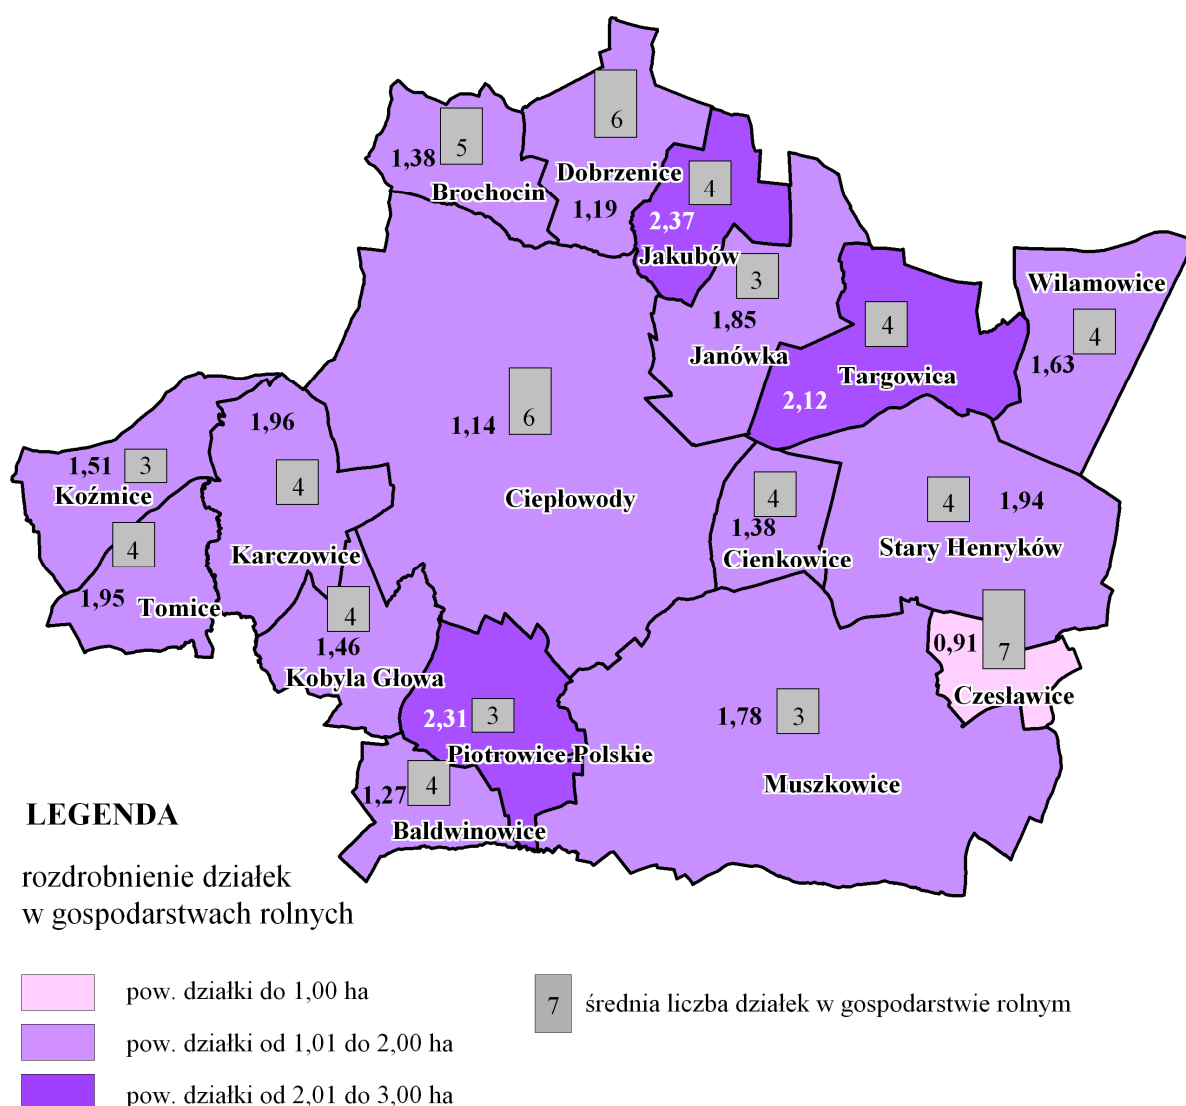 6
5
1,38
Dobrzenice
Brochocin
4
1,19
2,37
Jakubów
3
Wilamowice
1,85
4
4
Janówka
1,63
Targowica
2,12
6
1,96
1,14
1,51
3
Koźmice
4
Ciepłowody
4
1,38
4
1,94
Cienkowice
Stary Henryków
4
Karczowice
1,95
Tomice
4
1,46
Kobyla Głowa
0,91
7
Czesławice
2,31
3
1,78
3
Piotrowice Polskie
Muszkowice
4
1,27
Baldwinowice
LEGENDA
rozdrobnienie działek
w gospodarstwach rolnych
pow. działki do 1,00 ha
7 średnia liczba działek w gospodarstwie rolnym
pow. działki od 1,01 do 2,00 ha
pow. działki od 2,01 do 3,00 ha